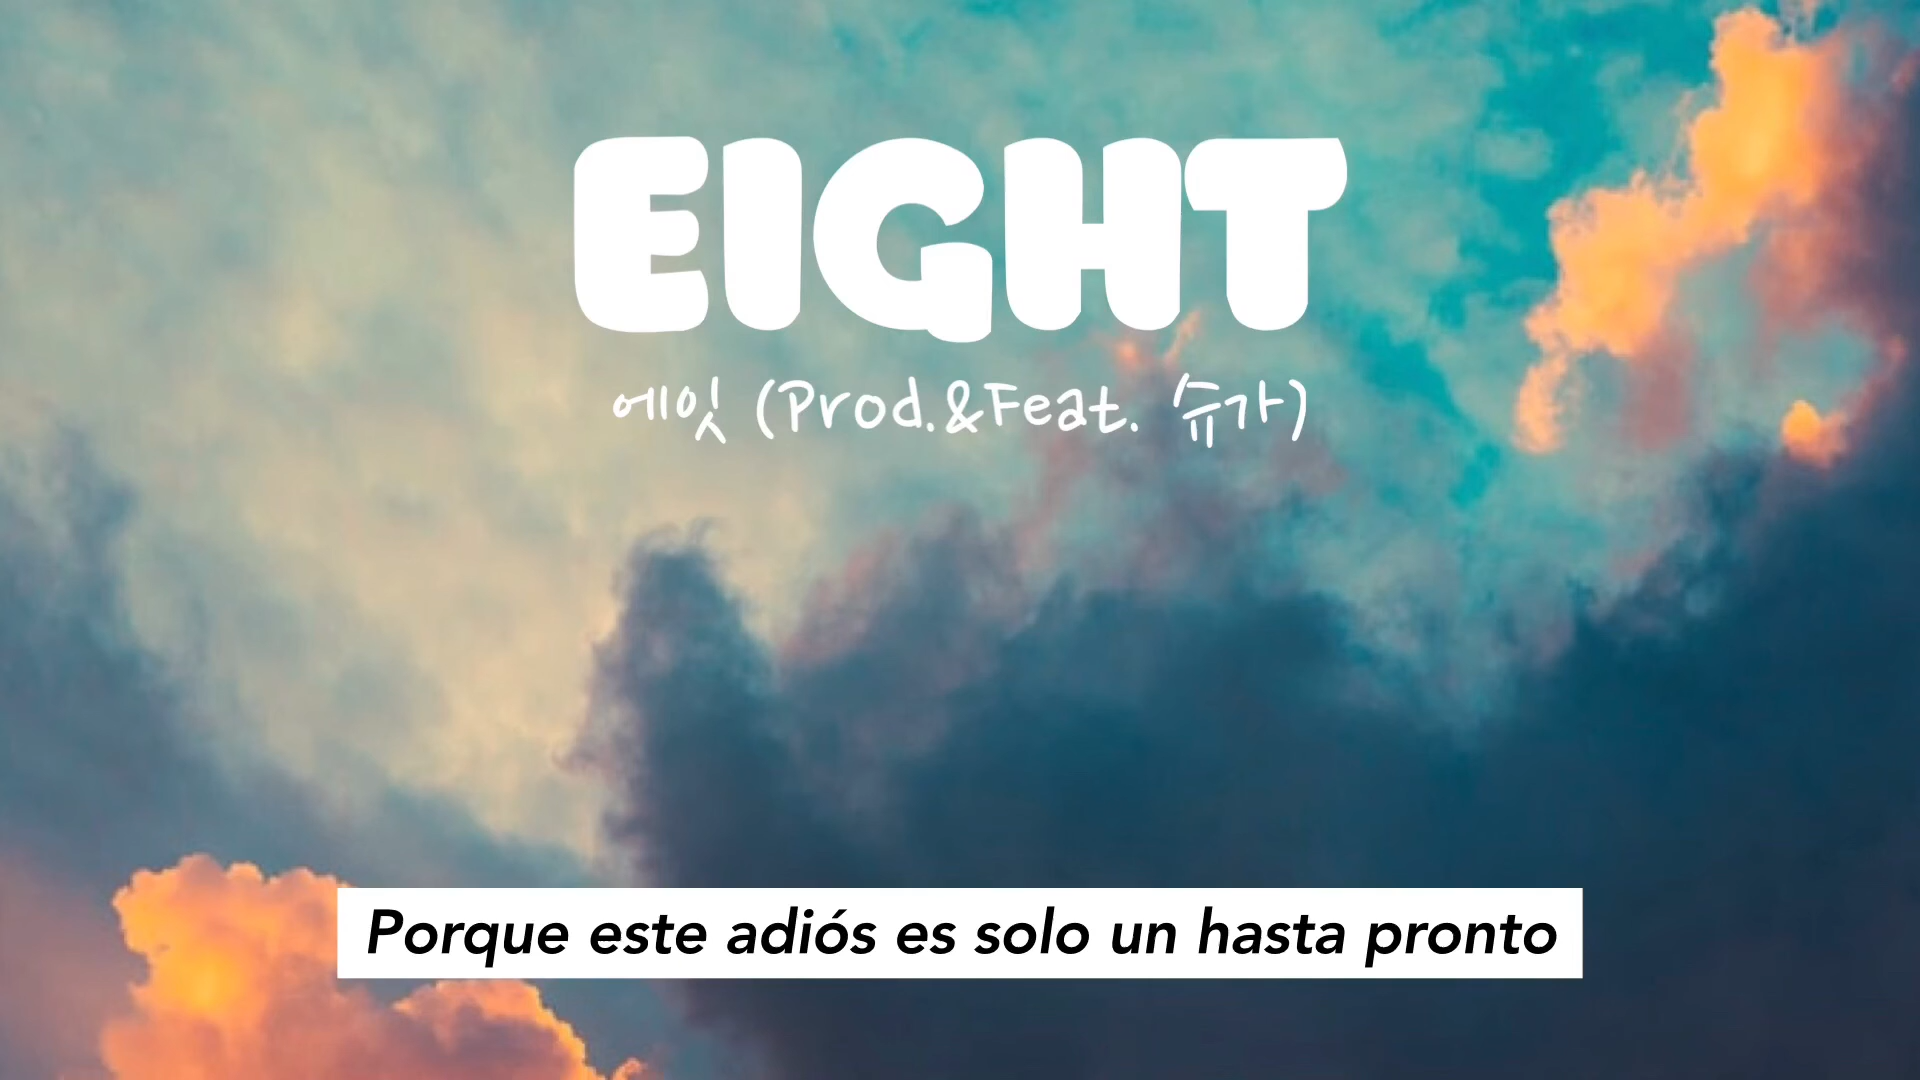 EIGHT
에잇 (Prod.&Feat. 슈가)
Porque este adiós es solo un hasta pronto